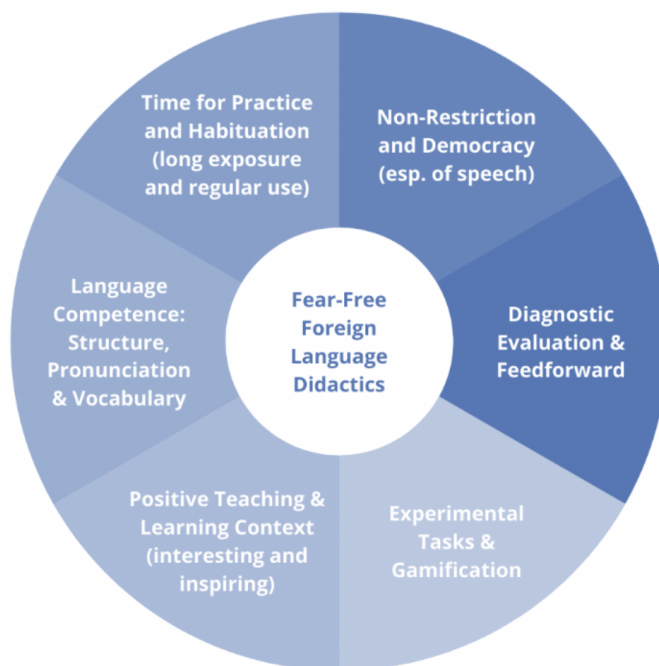 Time for Practice
and Habituation
(long exposure
and regular use)
Non-Restriction
and Democracy
(esp. of speech)
Language
Competence:
Structure,
Pronunciation
& Vocabulary
Fear-Free
Foreign
Language
Didactics
Diagnostic
Evaluation &
Feedforward
Positive Teaching &
Learning Context
(interesting and
inspiring)
Experimental
Tasks &
Gamification